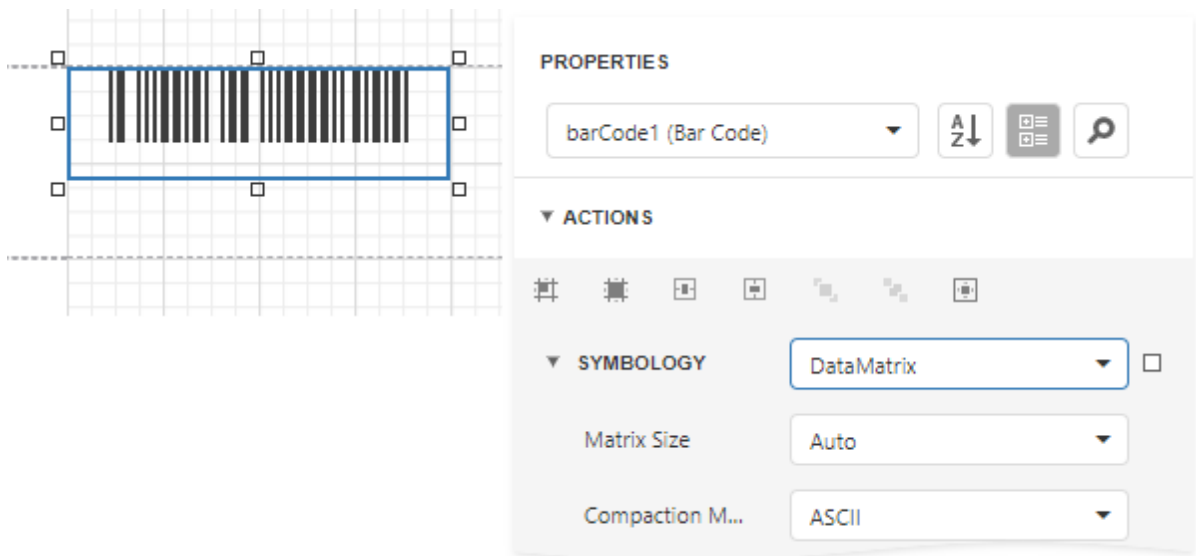 PROPERTIES
barCode1 (Bar Code)
A
Z
ACTIONS
SYMBOLOGY DataMatrix
Matrix Size Auto
Compaction M... ASCII